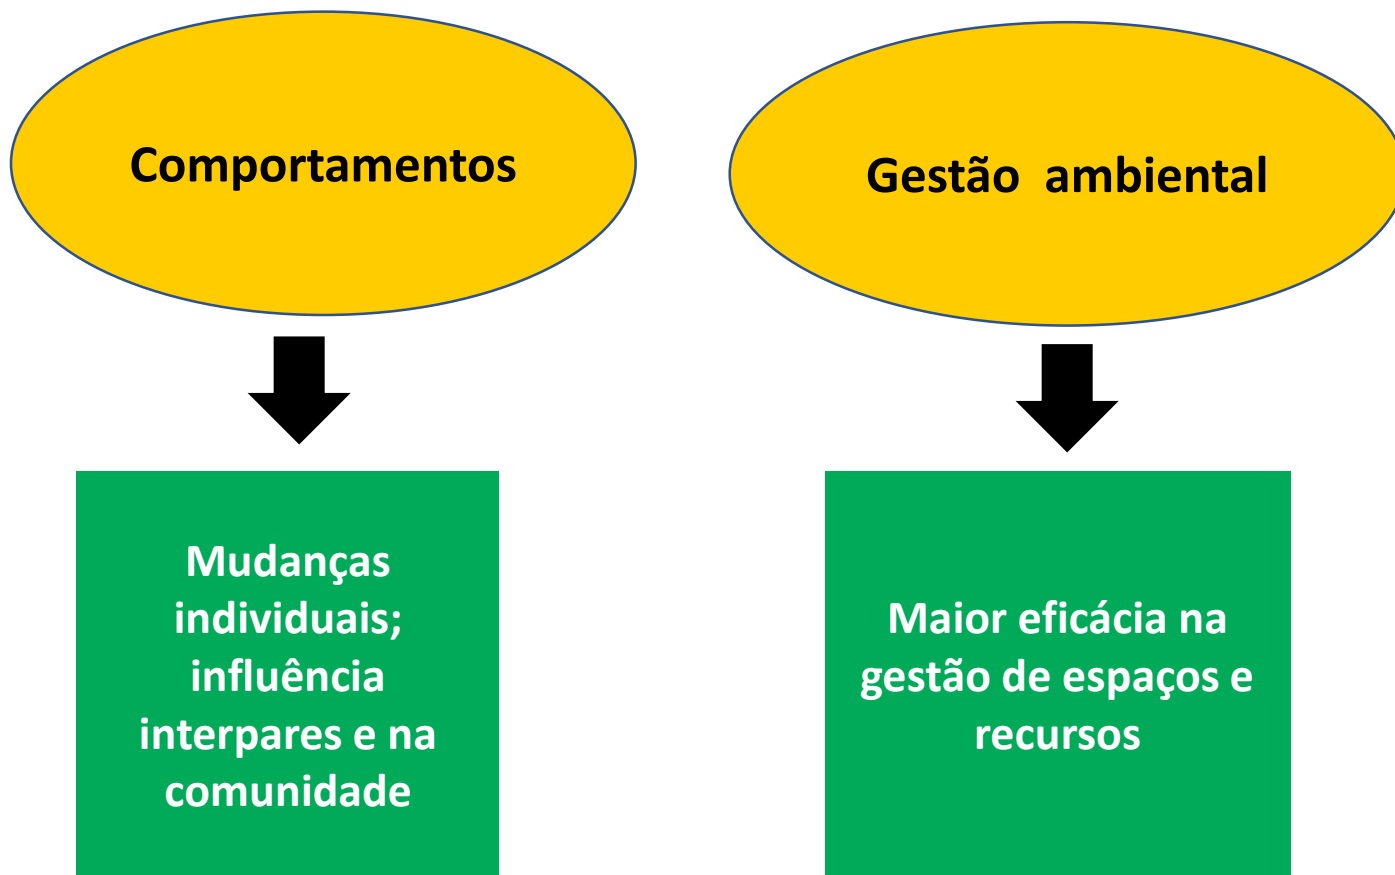 Comportamentos
Gestão ambiental
Mudanças
individuais;
influência
interpares e na
comunidade
Maior eficácia na
gestão de espaços e
recursos